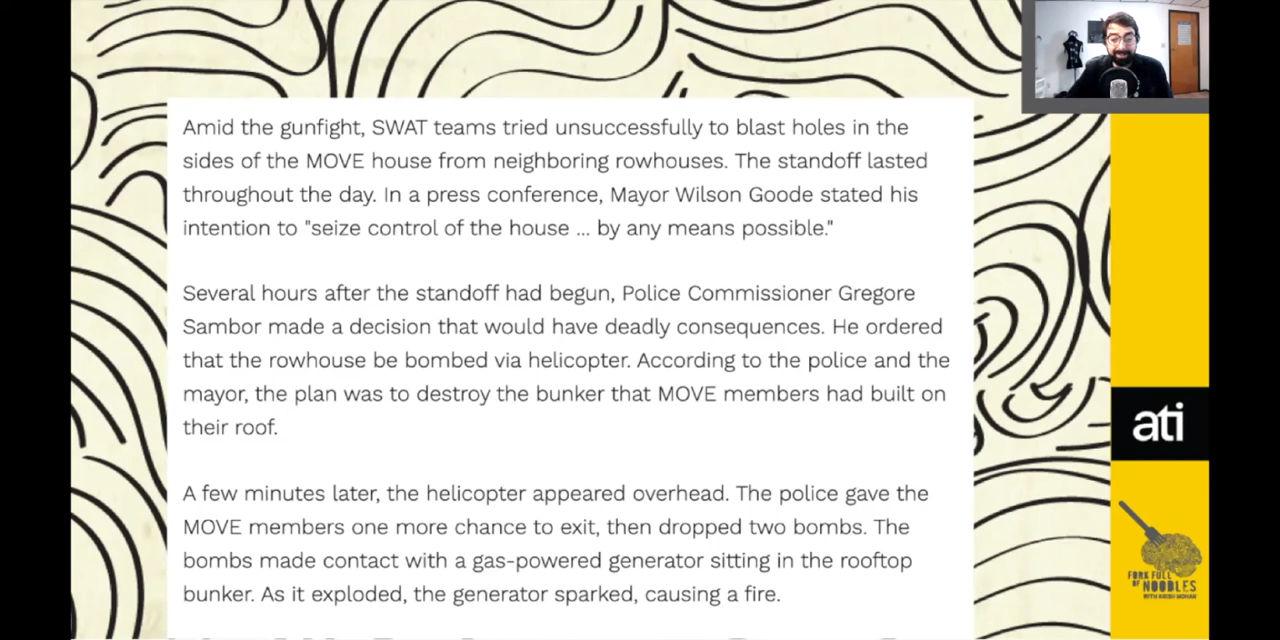 Amid the gunfight, SWAT teams tried unsuccessfully to blast holes in the
sides of the MOVE house from neighboring rowhouses. The standoff lasted
throughout the day. In a press conference, Mayor Wilson Goode stated his
intention to "seize control of the house ... by any means possible."
Several hours after the standoff had begun, Police Commissioner Gregore
Sambor made a decision that would have deadly consequences. He ordered
that the rowhouse be bombed via helicopter. According to the police and the
mayor, the plan was to destroy the bunker that MOVE members had built on
their roof.
A few minutes later, the helicopter appeared overhead. The police gave the
MOVE members one more chance to exit, then dropped two bombs. The
bombs made contact with a gas-powered generator sitting in the rooftop
bunker. As it exploded, the generator sparked, causing a fire.
ati
FORK FULL
OF NOODLES
WITH KRISH MOHAN